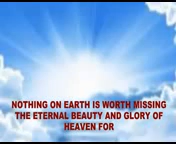 NOTHING ON EARTH IS WORTH MISSING
THE ETERNAL BEAUTY AND GLORY OF
HEAVEN FOR